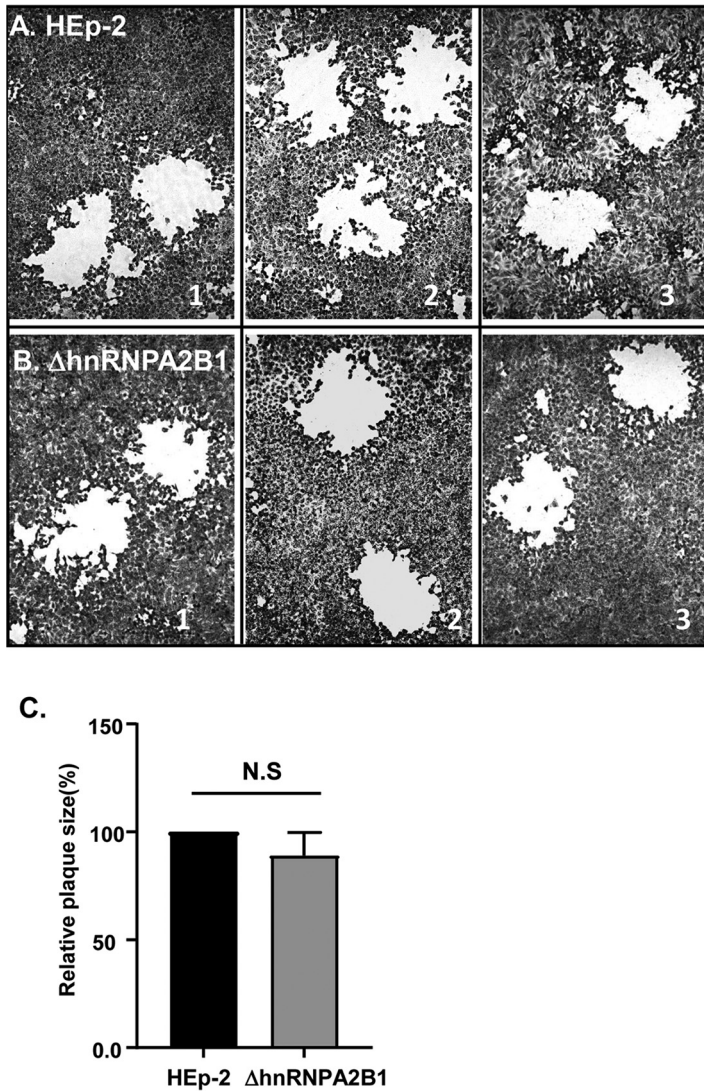 A. HEp-2
1
2
3
B. ΔhnRNPA2B1
1
2
3
C.
Relative plaque size(%)
150
100
50
0.0
N.S
HEp-2 ΔhnRNPA2B1